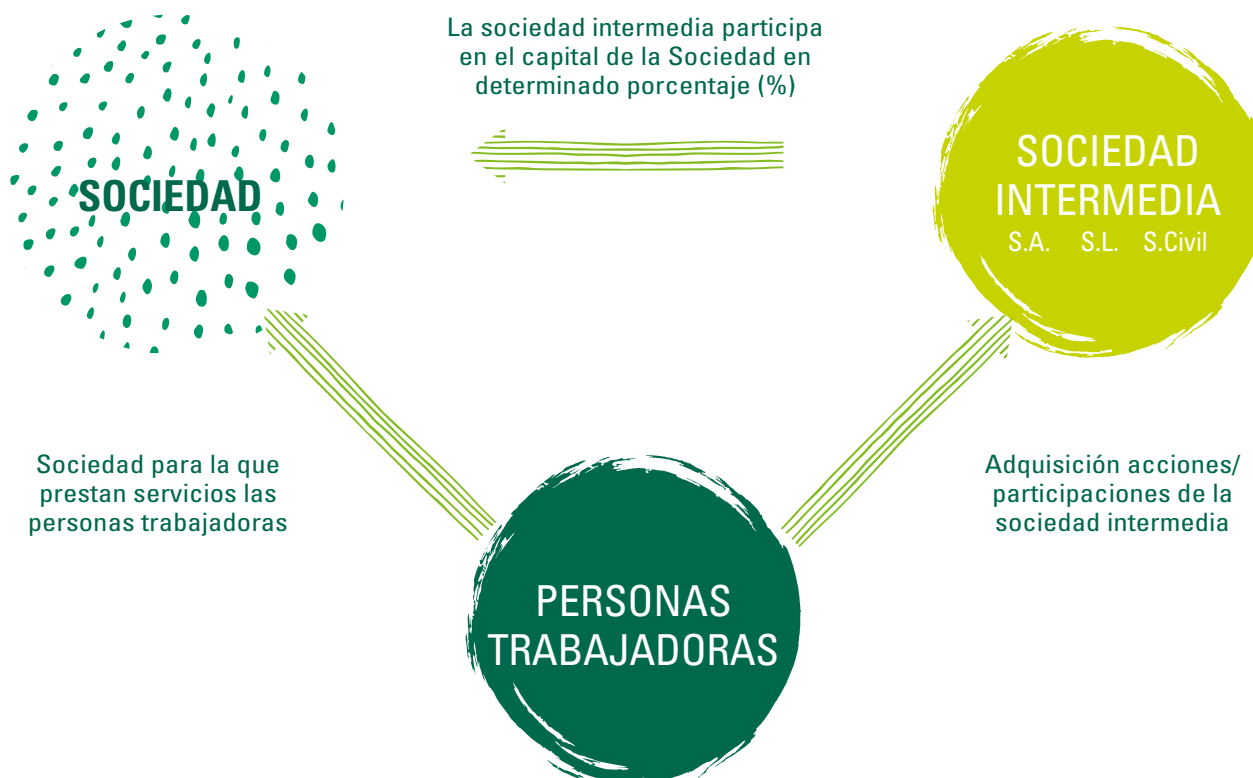 La sociedad intermedia participa
en el capital de la Sociedad en
determinado porcentaje (%)
SOCIEDAD
SOCIEDAD
INTERMEDIA
S.A. S.L. S.Civil
Sociedad para la que
prestan servicios las
personas trabajadoras
Adquisición acciones/
participaciones de la
sociedad intermedia
PERSONAS
TRABAJADORAS